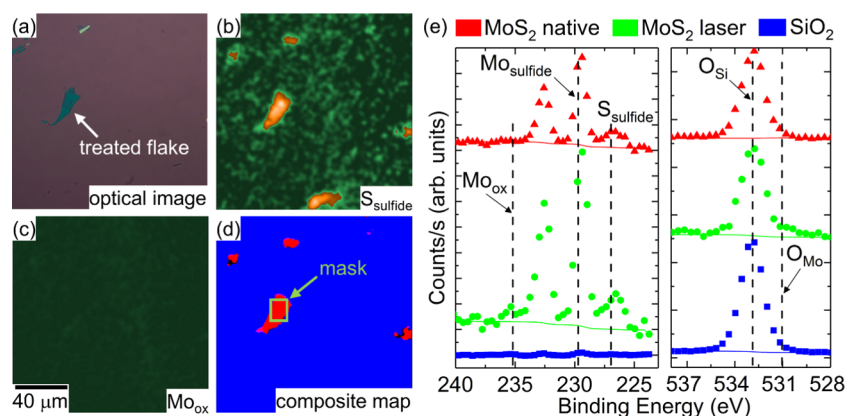 (a)
treated flake
optical image
(b)
S_sulfide
(c)
40 μm
Mo_ox
(d)
mask
composite map
(e)
MoS₂ native
MoS₂ laser
SiO₂
Counts/s (arb. units)
Mo_sulfide
S_sulfide
Mo_ox
O_Si
O_Mo
240 235 230 225
537 534 531 528
Binding Energy (eV)